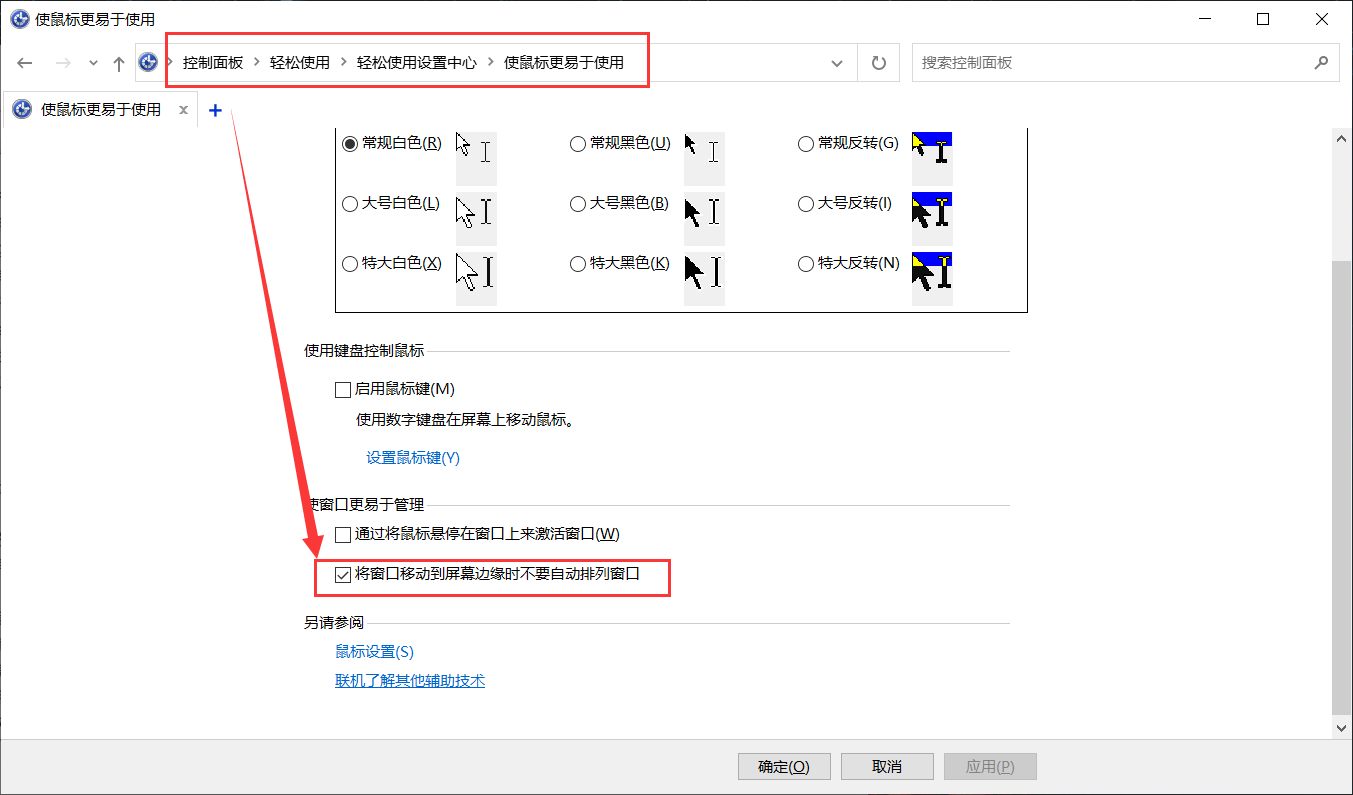 使鼠标更易于使用
控制面板 > 轻松使用 > 轻松使用设置中心 > 使鼠标更易于使用
搜索控制面板
使鼠标更易于使用
常规白色(R) 常规黑色(U) 常规反转(G)
大号白色(L) 大号黑色(B) 大号反转(I)
特大白色(X) 特大黑色(K) 特大反转(N)
使用键盘控制鼠标
启用鼠标键(M)
使用数字键盘在屏幕上移动鼠标。
设置鼠标键(Y)
使窗口更易于管理
通过将鼠标悬停在窗口上来激活窗口(W)
将窗口移动到屏幕边缘时不要自动排列窗口
另请参阅
鼠标设置(S)
联机了解其他辅助技术
确定(O) 取消 应用(P)